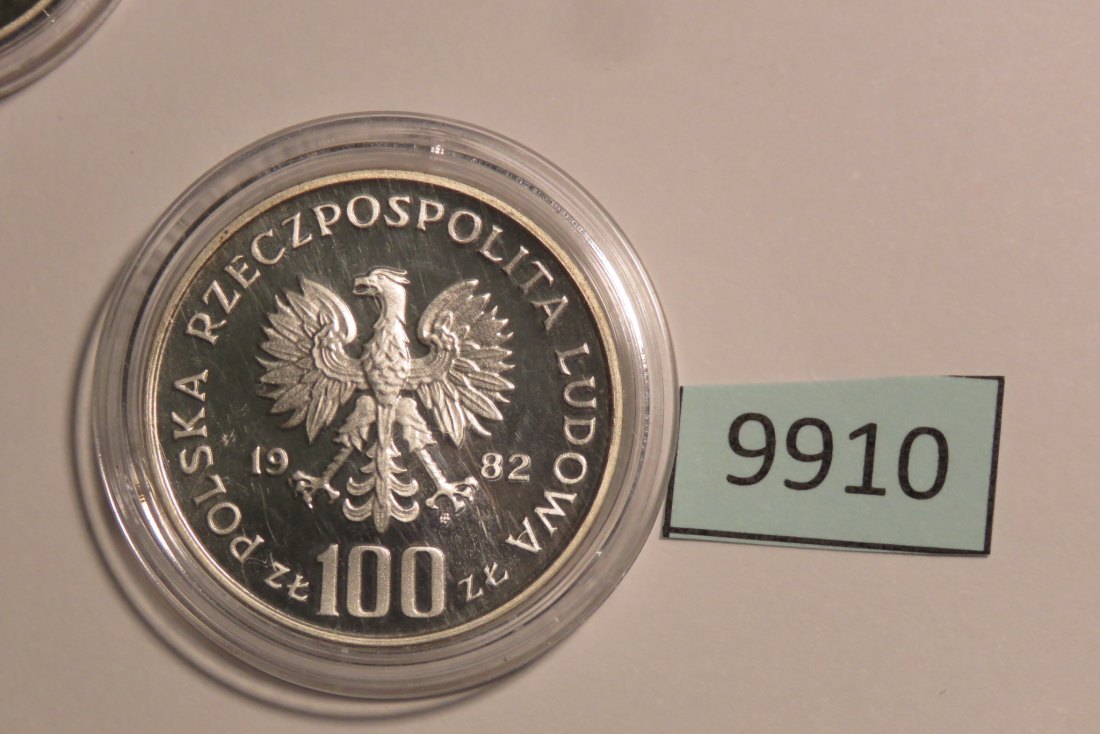 POLSKA RZECZPOSPOLITA LUDOWA
19 82
ZŁ 100 ZŁ
9910